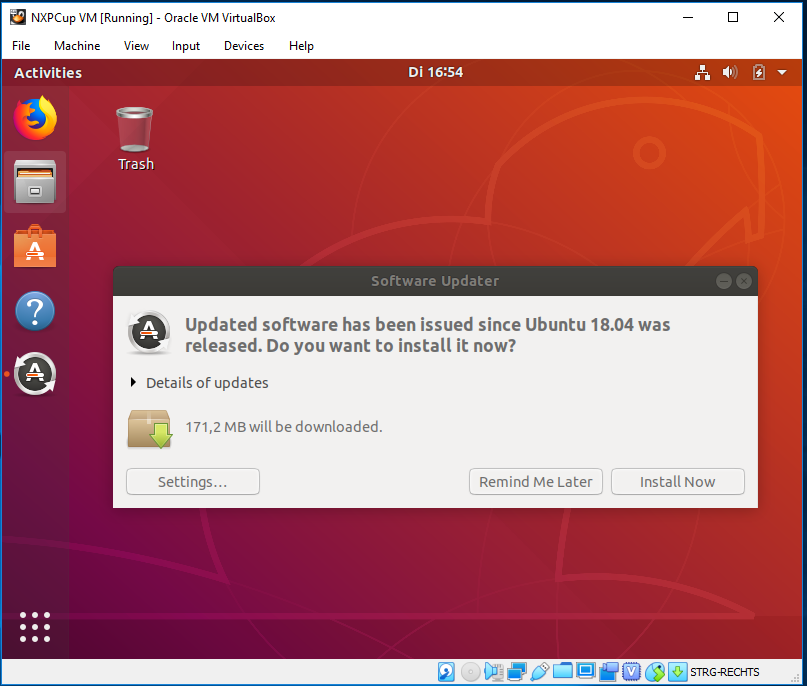 NXPCup VM [Running] - Oracle VM VirtualBox
File Machine View Input Devices Help
Activities
Di 16:54
Trash
Software Updater
Updated software has been issued since Ubuntu 18.04 was
released. Do you want to install it now?
Details of updates
171,2 MB will be downloaded.
Settings…
Remind Me Later
Install Now
STRG-RECHTS